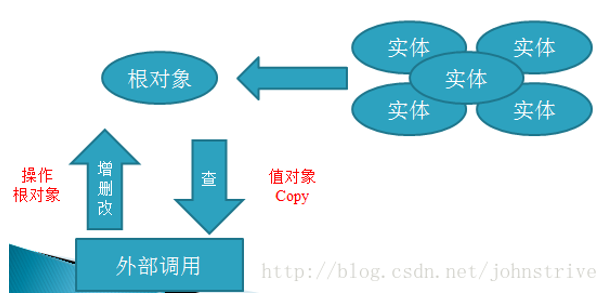 实体
实体
实体
实体
实体
根对象
增删改
查
操作
根对象
值对象
Copy
外部调用
http://blog.csdn.net/johnstrive